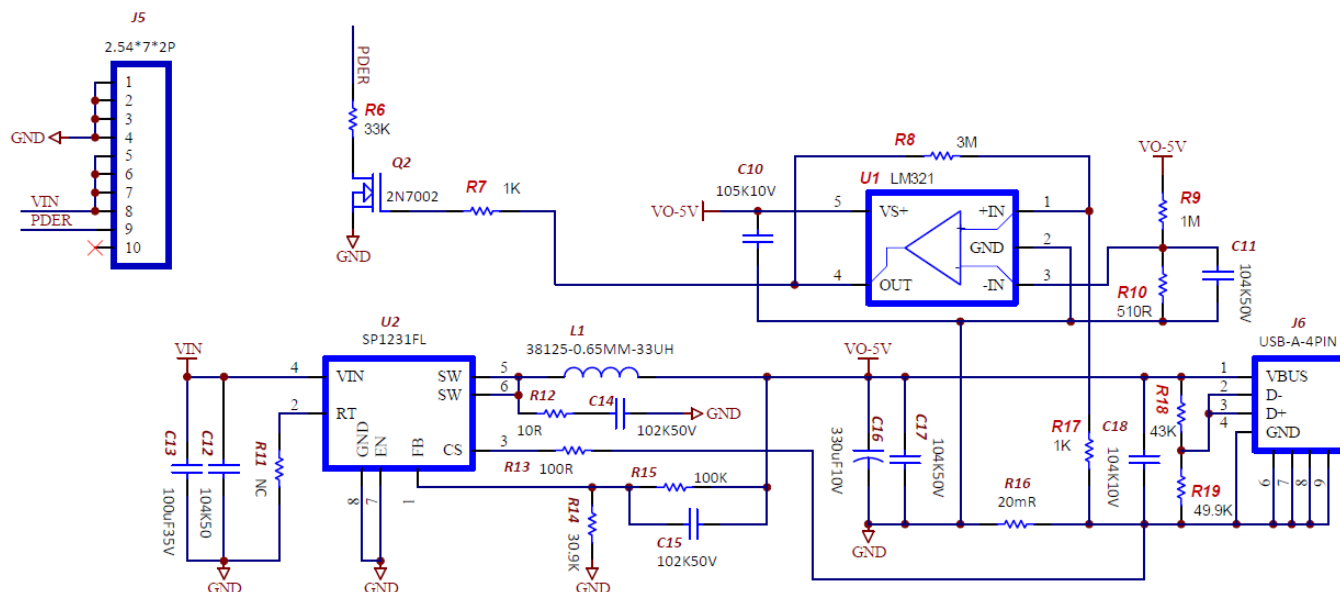 J5
2.54*7*2P
1
2
3
GND
4
5
6
7
VIN
8
PDER
9
10
PDER
R6
33K
Q2
2N7002
GND
R7
1K
R8
3M
C10
105K10V
U1
LM321
VO-5V
5
VS+
+IN
1
GND
2
4
OUT
-IN
3
VO-5V
R9
1M
C11
104K50V
R10
510R
U2
SP1231FL
VIN
4
VIN
SW
5
SW
6
2
RT
GND
EN
FB
CS
3
8
7
1
C13
100uF35V
C12
104K50
R11
NC
GND
GND
L1
38125-0.65MM-33UH
R12
10R
C14
102K50V
GND
R13
100R
R15
100K
R14
30.9K
C15
102K50V
GND
VO-5V
C16
330uF10V
C17
104K50V
GND
R16
20mR
R17
1K
C18
104K10V
R18
43K
R19
49.9K
J6
USB-A-4PIN
1
VBUS
2
D-
3
D+
4
GND
6
7
8
9